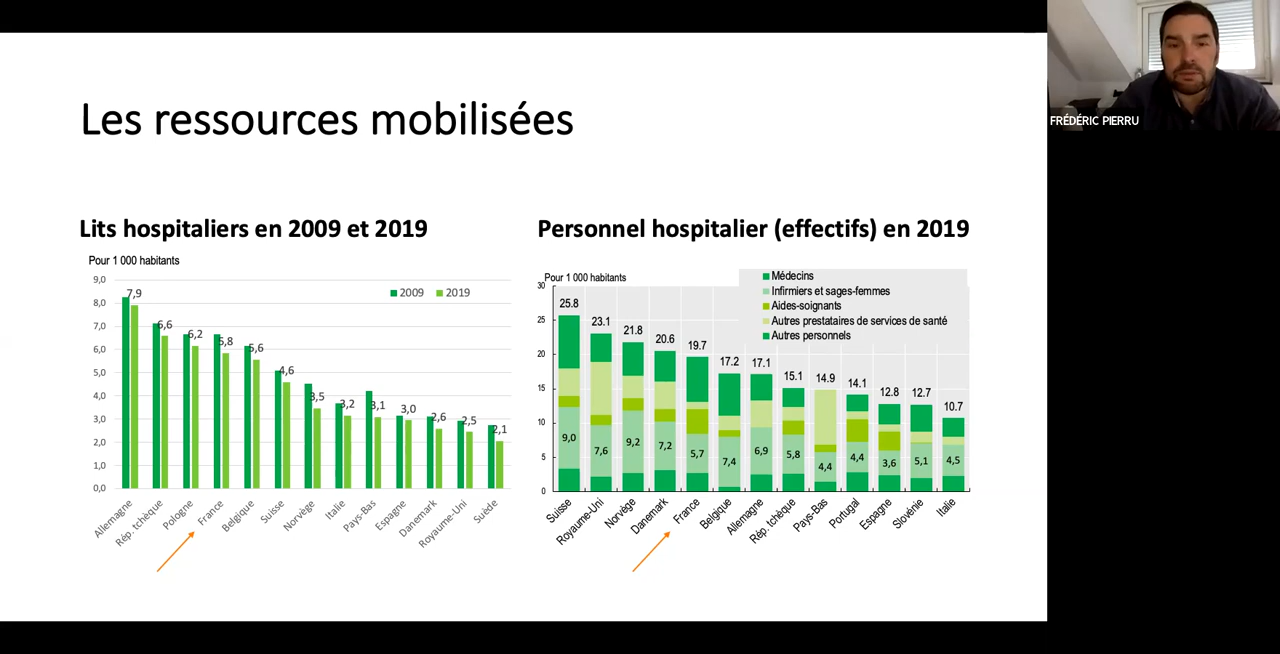 Les ressources mobilisées
FRÉDÉRIC PIERRU
Lits hospitaliers en 2009 et 2019
Pour 1 000 habitants
9,0
8,0
7,0
6,0
5,0
4,0
3,0
2,0
1,0
0,0
2009 2019
7,9 6,6 6,2 5,8 5,6 4,6 3,5 3,2 3,1 3,0 2,6 2,5 2,1
Allemagne Rép. tchèque Pologne France Belgique Suisse Norvège Italie Pays-Bas Espagne Danemark Royaume-Uni Suède
Personnel hospitalier (effectifs) en 2019
Pour 1 000 habitants
Médecins
Infirmiers et sages-femmes
Aides-soignants
Autres prestataires de services de santé
Autres personnels
30
25
20
15
10
5
0
25.8 23.1 21.8 20.6 19.7 17.2 17.1 15.1 14.9 14.1 12.8 12.7 10.7
9,0 7,6 9,2 7,2 5,7 7,4 6,9 5,8 4,4 4,4 3,6 5,1 4,5
Suisse Royaume-Uni Norvège Danemark France Belgique Allemagne Rép. tchèque Pays-Bas Portugal Espagne Slovénie Italie